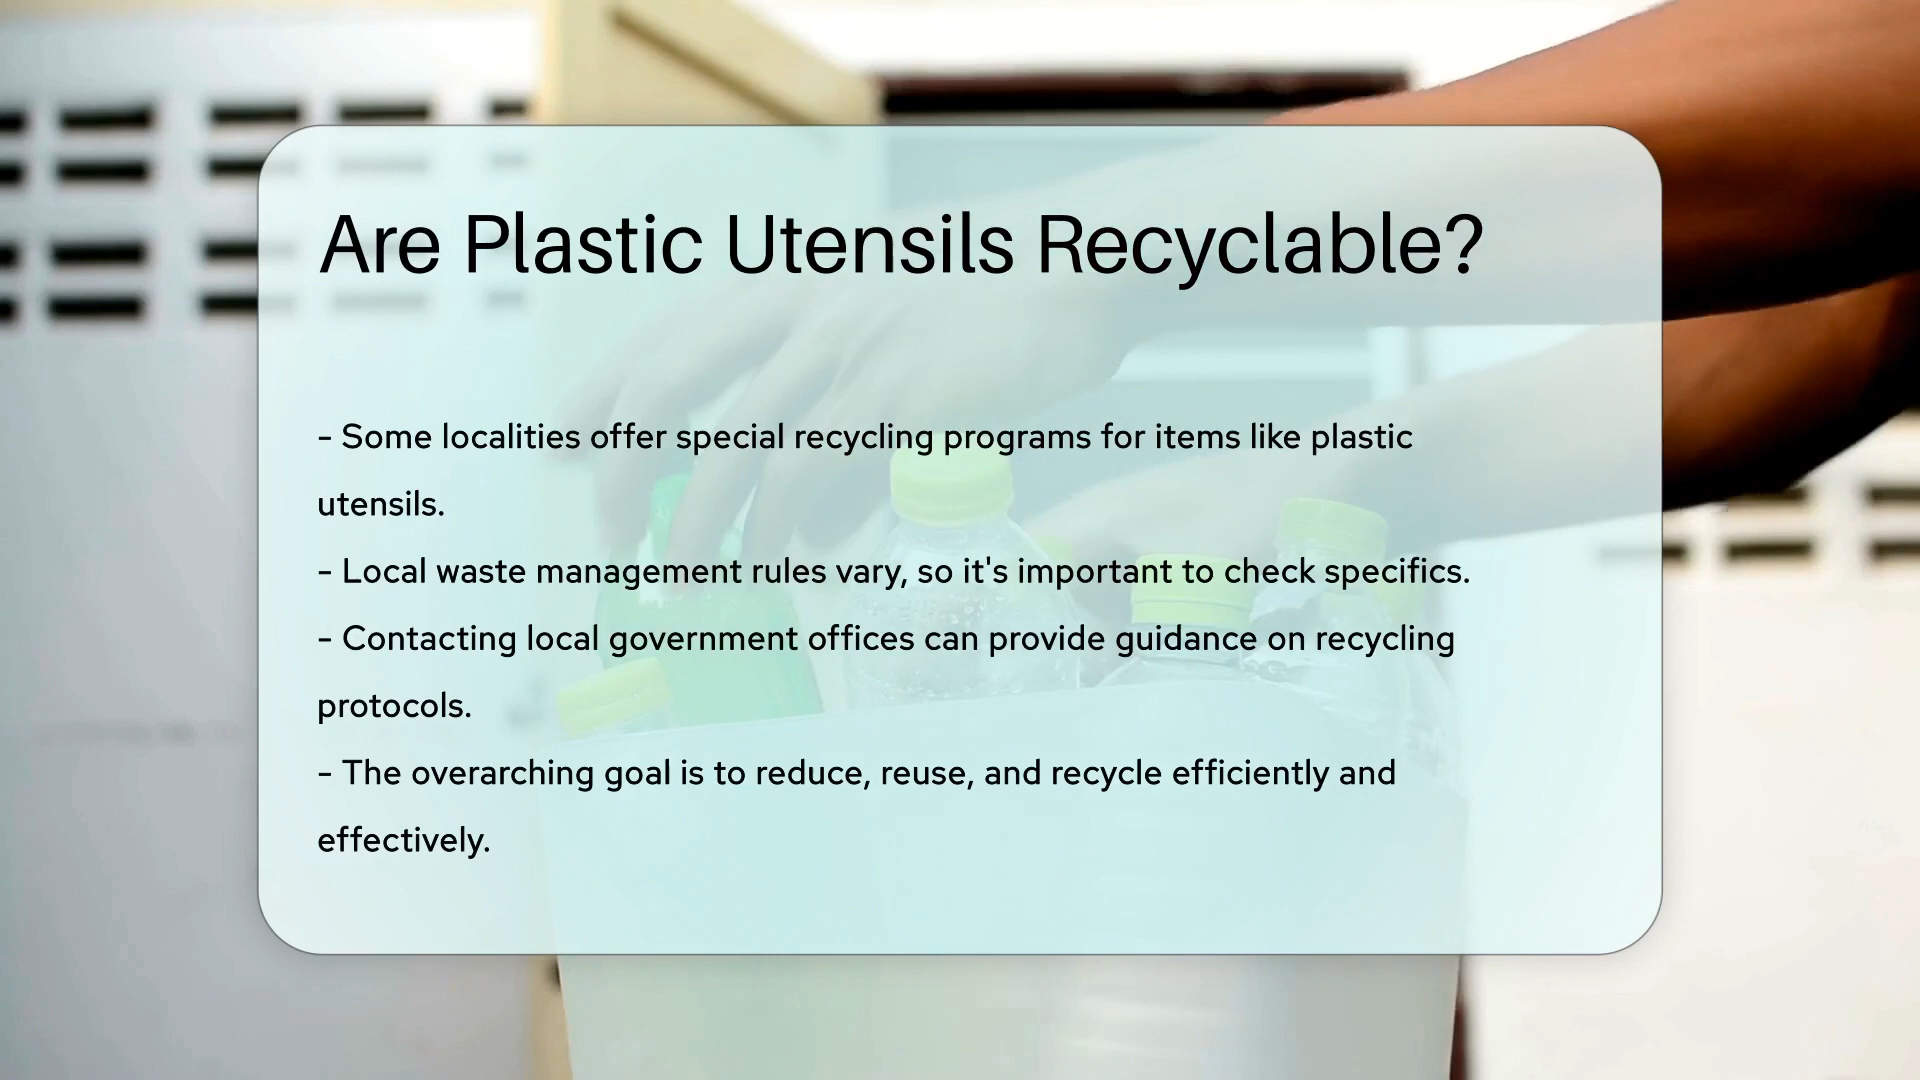 Are Plastic Utensils Recyclable?
- Some localities offer special recycling programs for items like plastic
utensils.
- Local waste management rules vary, so it's important to check specifics.
- Contacting local government offices can provide guidance on recycling
protocols.
- The overarching goal is to reduce, reuse, and recycle efficiently and
effectively.